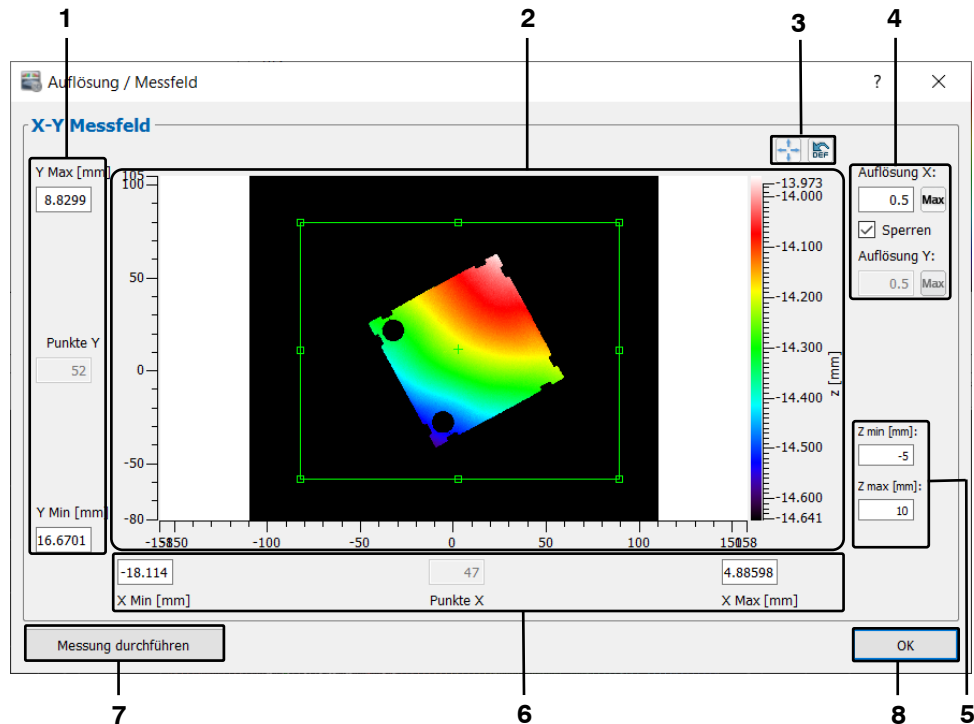 1
2
3
4
Auflösung / Messfeld
?
X-Y Messfeld
DEF
Y Max [mm]
8.8299
Punkte Y
52
Y Min [mm]
16.6701
105
100
50
0
-50
-80
-150
-100
-50
0
50
100
150
158
-13.973
-14.000
-14.100
-14.200
-14.300
-14.400
-14.500
-14.600
-14.641
z [mm]
Auflösung X:
0.5 Max
Sperren
Auflösung Y:
0.5 Max
Z min [mm]:
-5
Z max [mm]:
10
-18.114
47
4.88598
X Min [mm]
Punkte X
X Max [mm]
Messung durchführen
OK
7
6
8
5